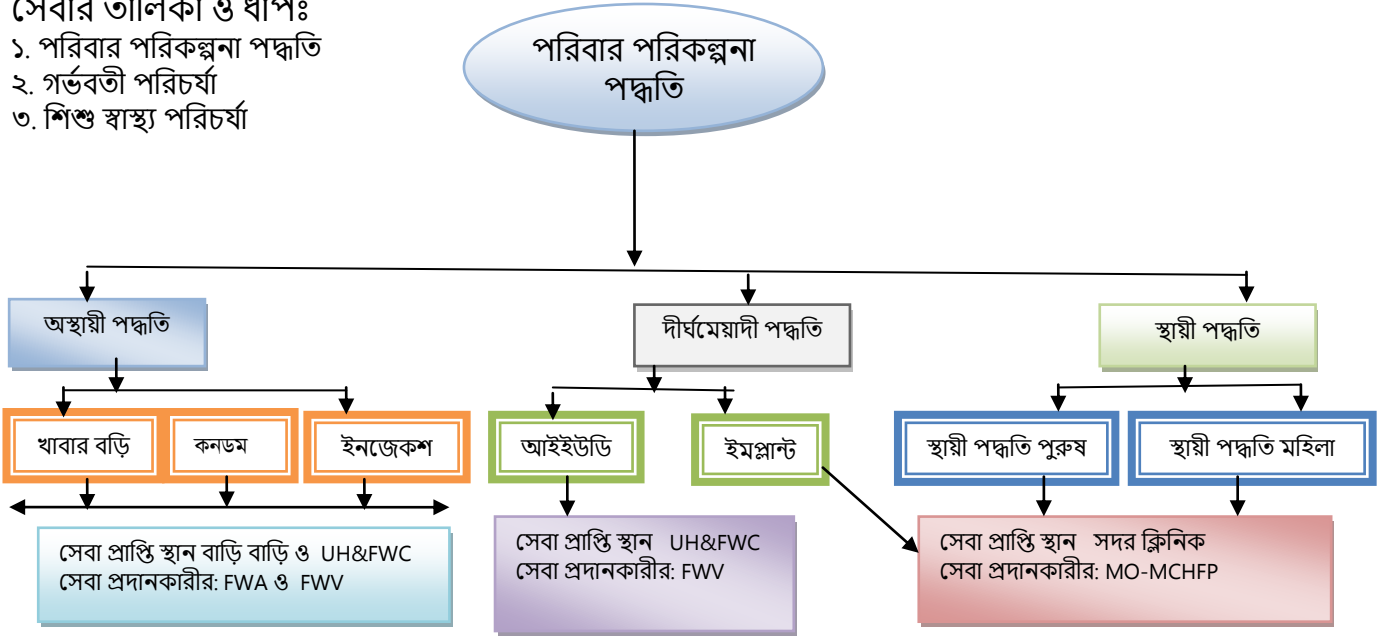 সেবার তালিকা ও ধাপঃ
১. পরিবার পরিকল্পনা পদ্ধতি
২. গর্ভবতী পরিচর্যা
৩. শিশু স্বাস্থ্য পরিচর্যা
পরিবার পরিকল্পনা
পদ্ধতি
অস্থায়ী পদ্ধতি
দীর্ঘমেয়াদী পদ্ধতি
স্থায়ী পদ্ধতি
খাবার বড়ি
কনডম
ইনজেকশ
আইইউডি
ইমপ্লান্ট
স্থায়ী পদ্ধতি পুরুষ
স্থায়ী পদ্ধতি মহিলা
সেবা প্রাপ্তি স্থান বাড়ি বাড়ি ও UH&FWC
সেবা প্রদানকারীর: FWA ও FWV
সেবা প্রাপ্তি স্থান UH&FWC
সেবা প্রদানকারীর: FWV
সেবা প্রাপ্তি স্থান সদর ক্লিনিক
সেবা প্রদানকারীর: MO-MCHFP